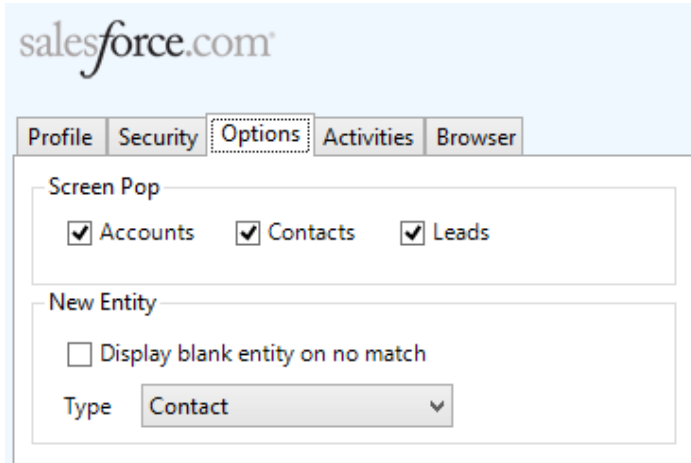 salesforce.com
Profile Security Options Activities Browser
Screen Pop
Accounts Contacts Leads
New Entity
Display blank entity on no match
Type Contact